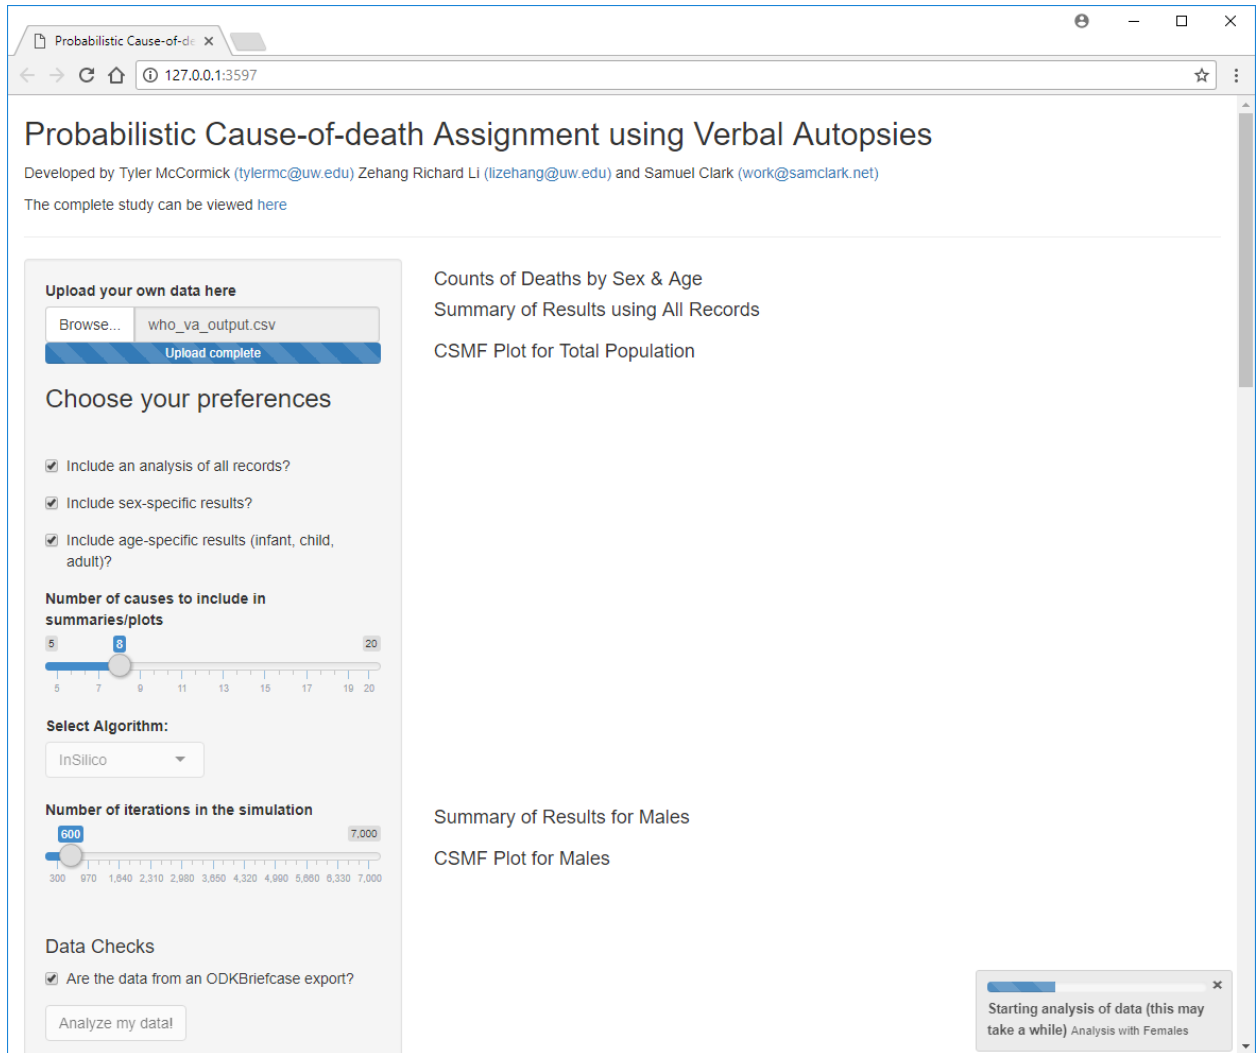 Probabilistic Cause-of-de
127.0.0.1:3597
Probabilistic Cause-of-death Assignment using Verbal Autopsies
Developed by Tyler McCormick (tylermc@uw.edu) Zehang Richard Li (lizehang@uw.edu) and Samuel Clark (work@samclark.net)
The complete study can be viewed here
Upload your own data here
Browse... who_va_output.csv
Upload complete
Choose your preferences
Include an analysis of all records?
Include sex-specific results?
Include age-specific results (infant, child,
adult)?
Number of causes to include in
summaries/plots
5 8 20
5 7 9 11 13 15 17 19 20
Select Algorithm:
InSilico
Number of iterations in the simulation
600 7,000
300 970 1,640 2,310 2,980 3,650 4,320 4,990 5,660 6,330 7,000
Data Checks
Are the data from an ODKBriefcase export?
Analyze my data!
Counts of Deaths by Sex & Age
Summary of Results using All Records
CSMF Plot for Total Population
Summary of Results for Males
CSMF Plot for Males
Starting analysis of data (this may
take a while) Analysis with Females